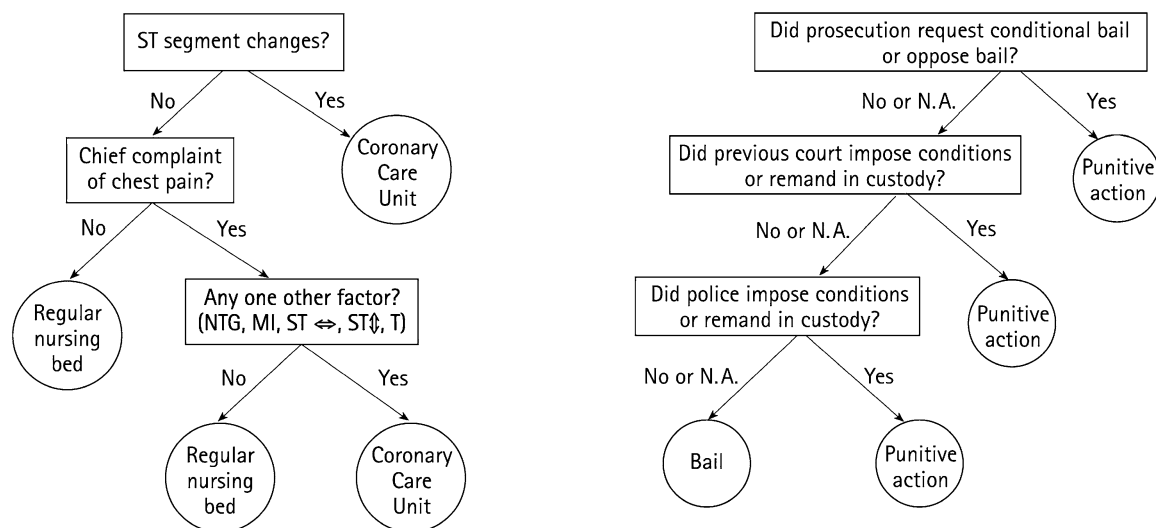 ST segment changes?
No
Yes
Chief complaint
of chest pain?
Coronary
Care
Unit
No
Yes
Regular
nursing
bed
Any one other factor?
(NTG, MI, ST ⇔, ST⇕, T)
No
Yes
Regular
nursing
bed
Coronary
Care
Unit
Did prosecution request conditional bail
or oppose bail?
No or N.A.
Yes
Did previous court impose conditions
or remand in custody?
Punitive
action
No or N.A.
Yes
Did police impose conditions
or remand in custody?
Punitive
action
No or N.A.
Yes
Bail
Punitive
action